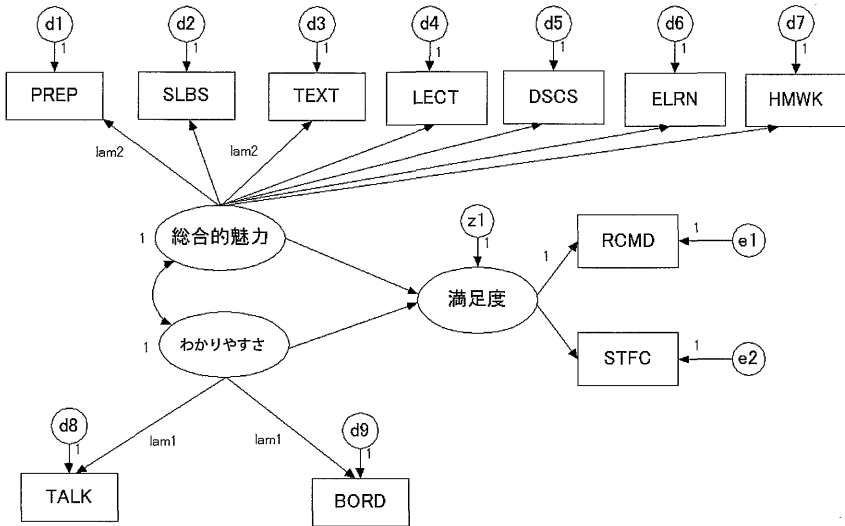 d1
d2
d3
d4
d5
d6
d7
1
1
1
1
1
1
1
PREP
SLBS
TEXT
LECT
DSCS
ELRN
HMWK
lam2
lam2
1
総合的魅力
z1
1
満足度
1
RCMD
1
e1
1
わかりやすさ
STFC
1
e2
d8
1
lam1
lam1
d9
1
TALK
BORD